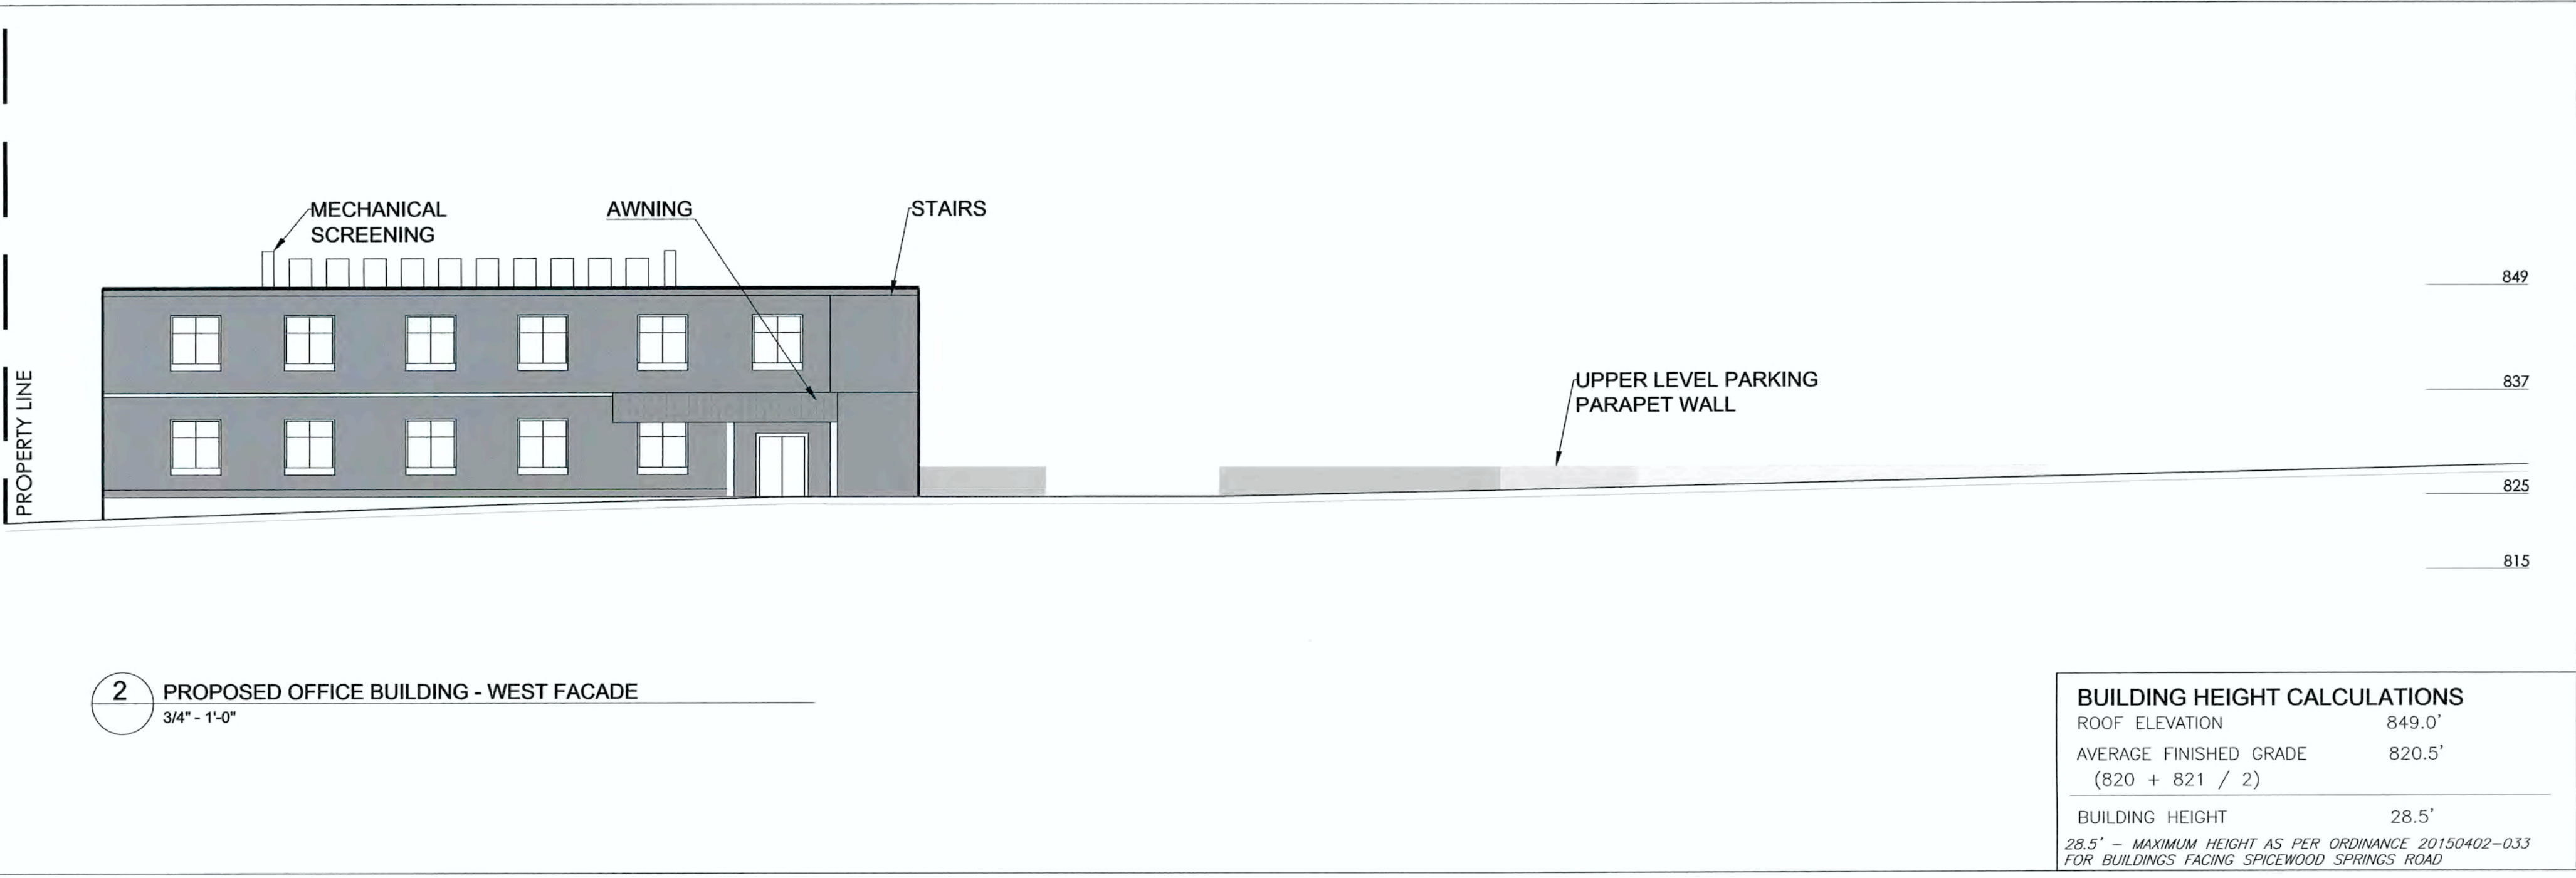 MECHANICAL
SCREENING
AWNING
STAIRS
849
PROPERTY LINE
UPPER LEVEL PARKING
PARAPET WALL
837
825
815
2 PROPOSED OFFICE BUILDING - WEST FACADE
3/4" - 1'-0"
BUILDING HEIGHT CALCULATIONS
ROOF ELEVATION 849.0'
AVERAGE FINISHED GRADE 820.5'
(820 + 821 / 2)
BUILDING HEIGHT 28.5'
28.5' - MAXIMUM HEIGHT AS PER ORDINANCE 20150402-033
FOR BUILDINGS FACING SPICEWOOD SPRINGS ROAD